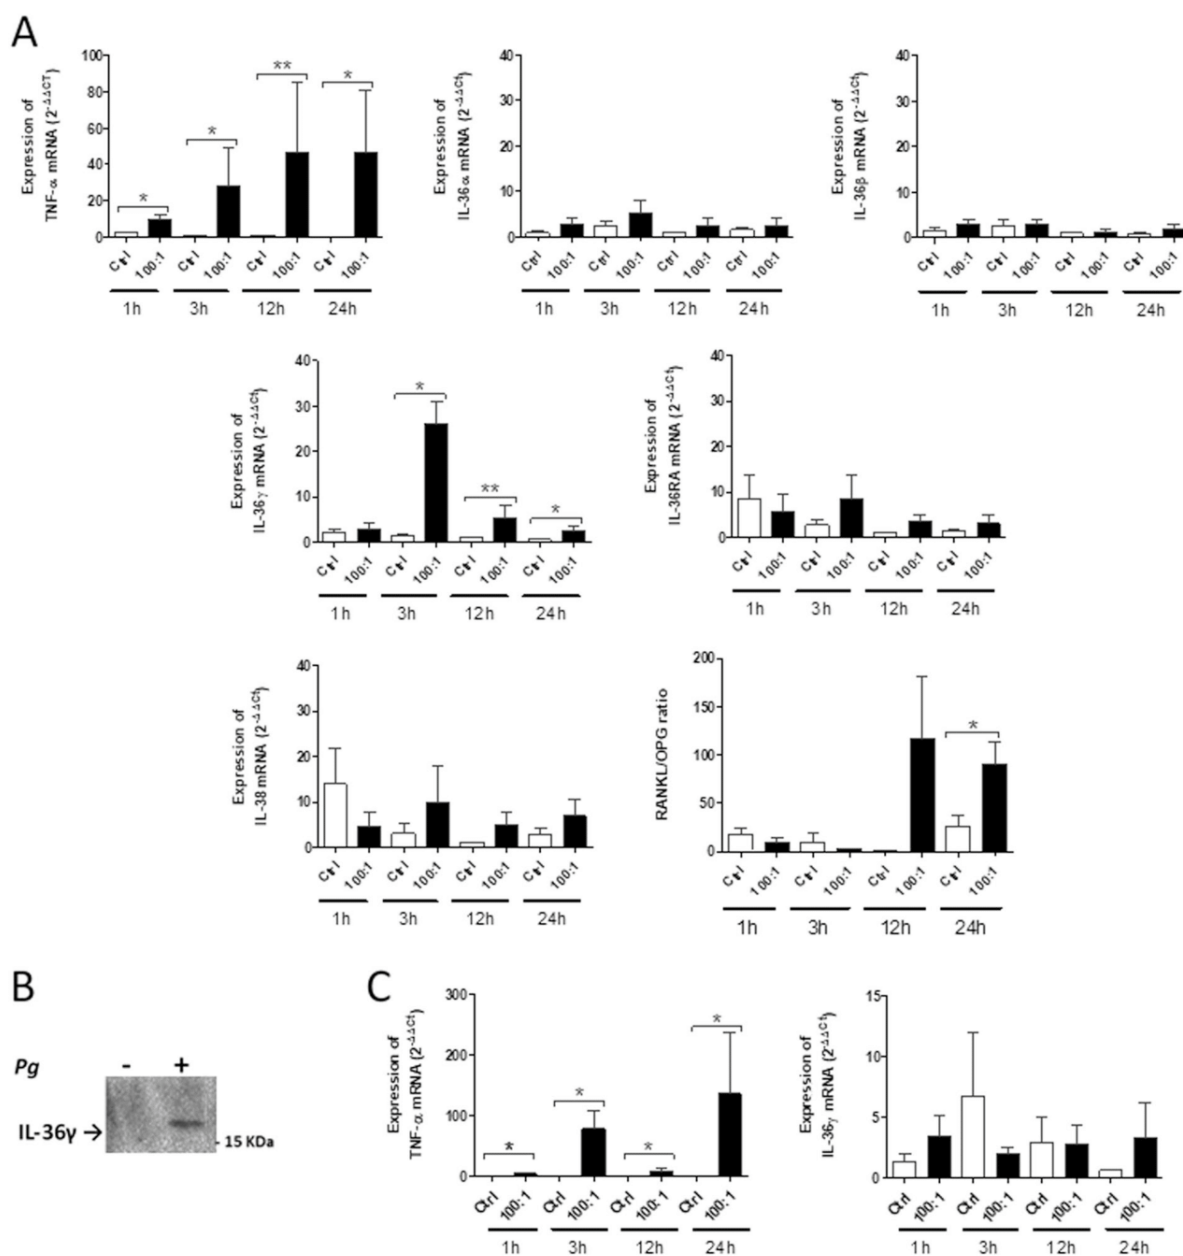 A
Expression of
TNF-α mRNA (2^-ΔΔCT)
100
80
60
40
20
0
*
*
**
*
Ctrl 100:1 Ctrl 100:1 Ctrl 100:1 Ctrl 100:1
1h 3h 12h 24h
Expression of
IL-36α mRNA (2^-ΔΔCt)
40
30
20
10
0
Ctrl 100:1 Ctrl 100:1 Ctrl 100:1 Ctrl 100:1
1h 3h 12h 24h
Expression of
IL-36β mRNA (2^-ΔΔCt)
40
30
20
10
0
Ctrl 100:1 Ctrl 100:1 Ctrl 100:1 Ctrl 100:1
1h 3h 12h 24h
Expression of
IL-36γ mRNA (2^-ΔΔCt)
40
30
20
10
0
*
**
*
Ctrl 100:1 Ctrl 100:1 Ctrl 100:1 Ctrl 100:1
1h 3h 12h 24h
Expression of
IL-36RA mRNA (2^-ΔΔCt)
40
30
20
10
0
Ctrl 100:1 Ctrl 100:1 Ctrl 100:1 Ctrl 100:1
1h 3h 12h 24h
Expression of
IL-38 mRNA (2^-ΔΔCt)
40
30
20
10
0
Ctrl 100:1 Ctrl 100:1 Ctrl 100:1 Ctrl 100:1
1h 3h 12h 24h
RANKL/OPG ratio
200
150
100
50
0
*
Ctrl 100:1 Ctrl 100:1 Ctrl 100:1 Ctrl 100:1
1h 3h 12h 24h
B
Pg - +
IL-36γ →
- 15 KDa
C
Expression of
TNF-α mRNA (2^-ΔΔCt)
300
200
100
0
*
*
*
*
Ctrl 100:1 Ctrl 100:1 Ctrl 100:1 Ctrl 100:1
1h 3h 12h 24h
Expression of
IL-36γ mRNA (2^-ΔΔCt)
15
10
5
0
Ctrl 100:1 Ctrl 100:1 Ctrl 100:1 Ctrl 100:1
1h 3h 12h 24h